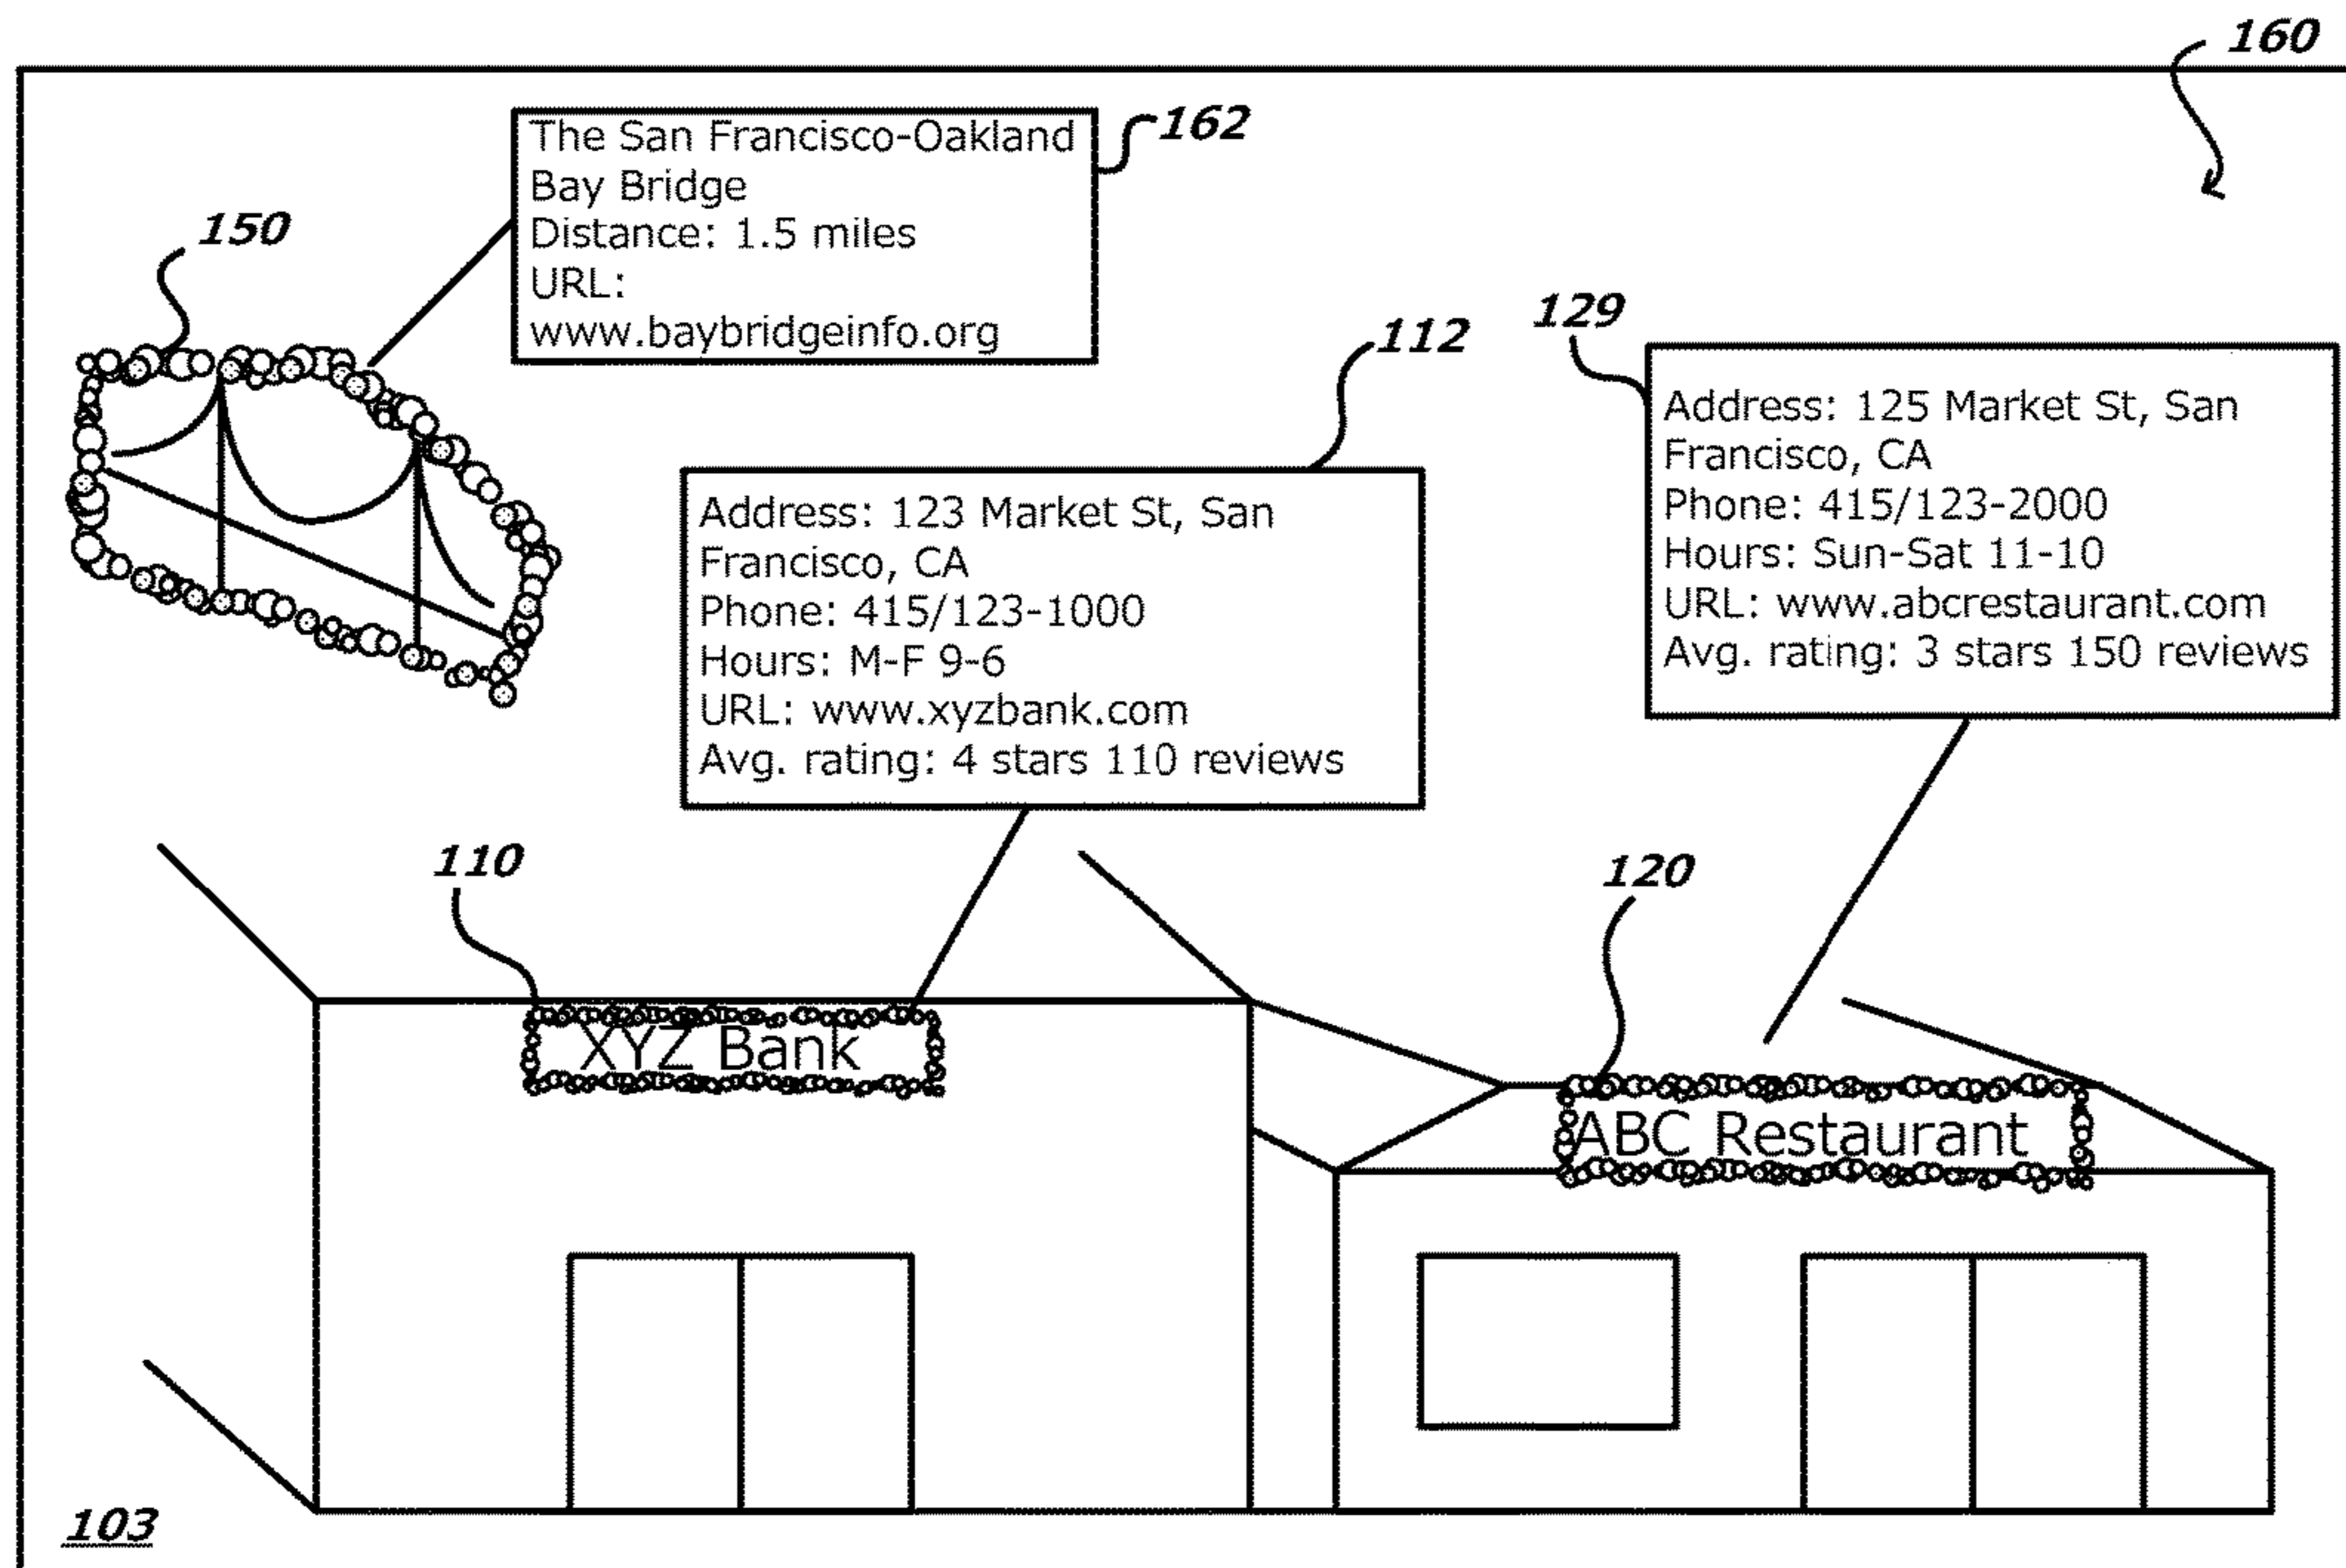 160
162
The San Francisco-Oakland
Bay Bridge
Distance: 1.5 miles
URL:
www.baybridgeinfo.org
150
112
129
Address: 125 Market St, San
Francisco, CA
Phone: 415/123-2000
Hours: Sun-Sat 11-10
URL: www.abcrestaurant.com
Avg. rating: 3 stars 150 reviews
Address: 123 Market St, San
Francisco, CA
Phone: 415/123-1000
Hours: M-F 9-6
URL: www.xyzbank.com
Avg. rating: 4 stars 110 reviews
110
120
XYZ Bank
ABC Restaurant
103